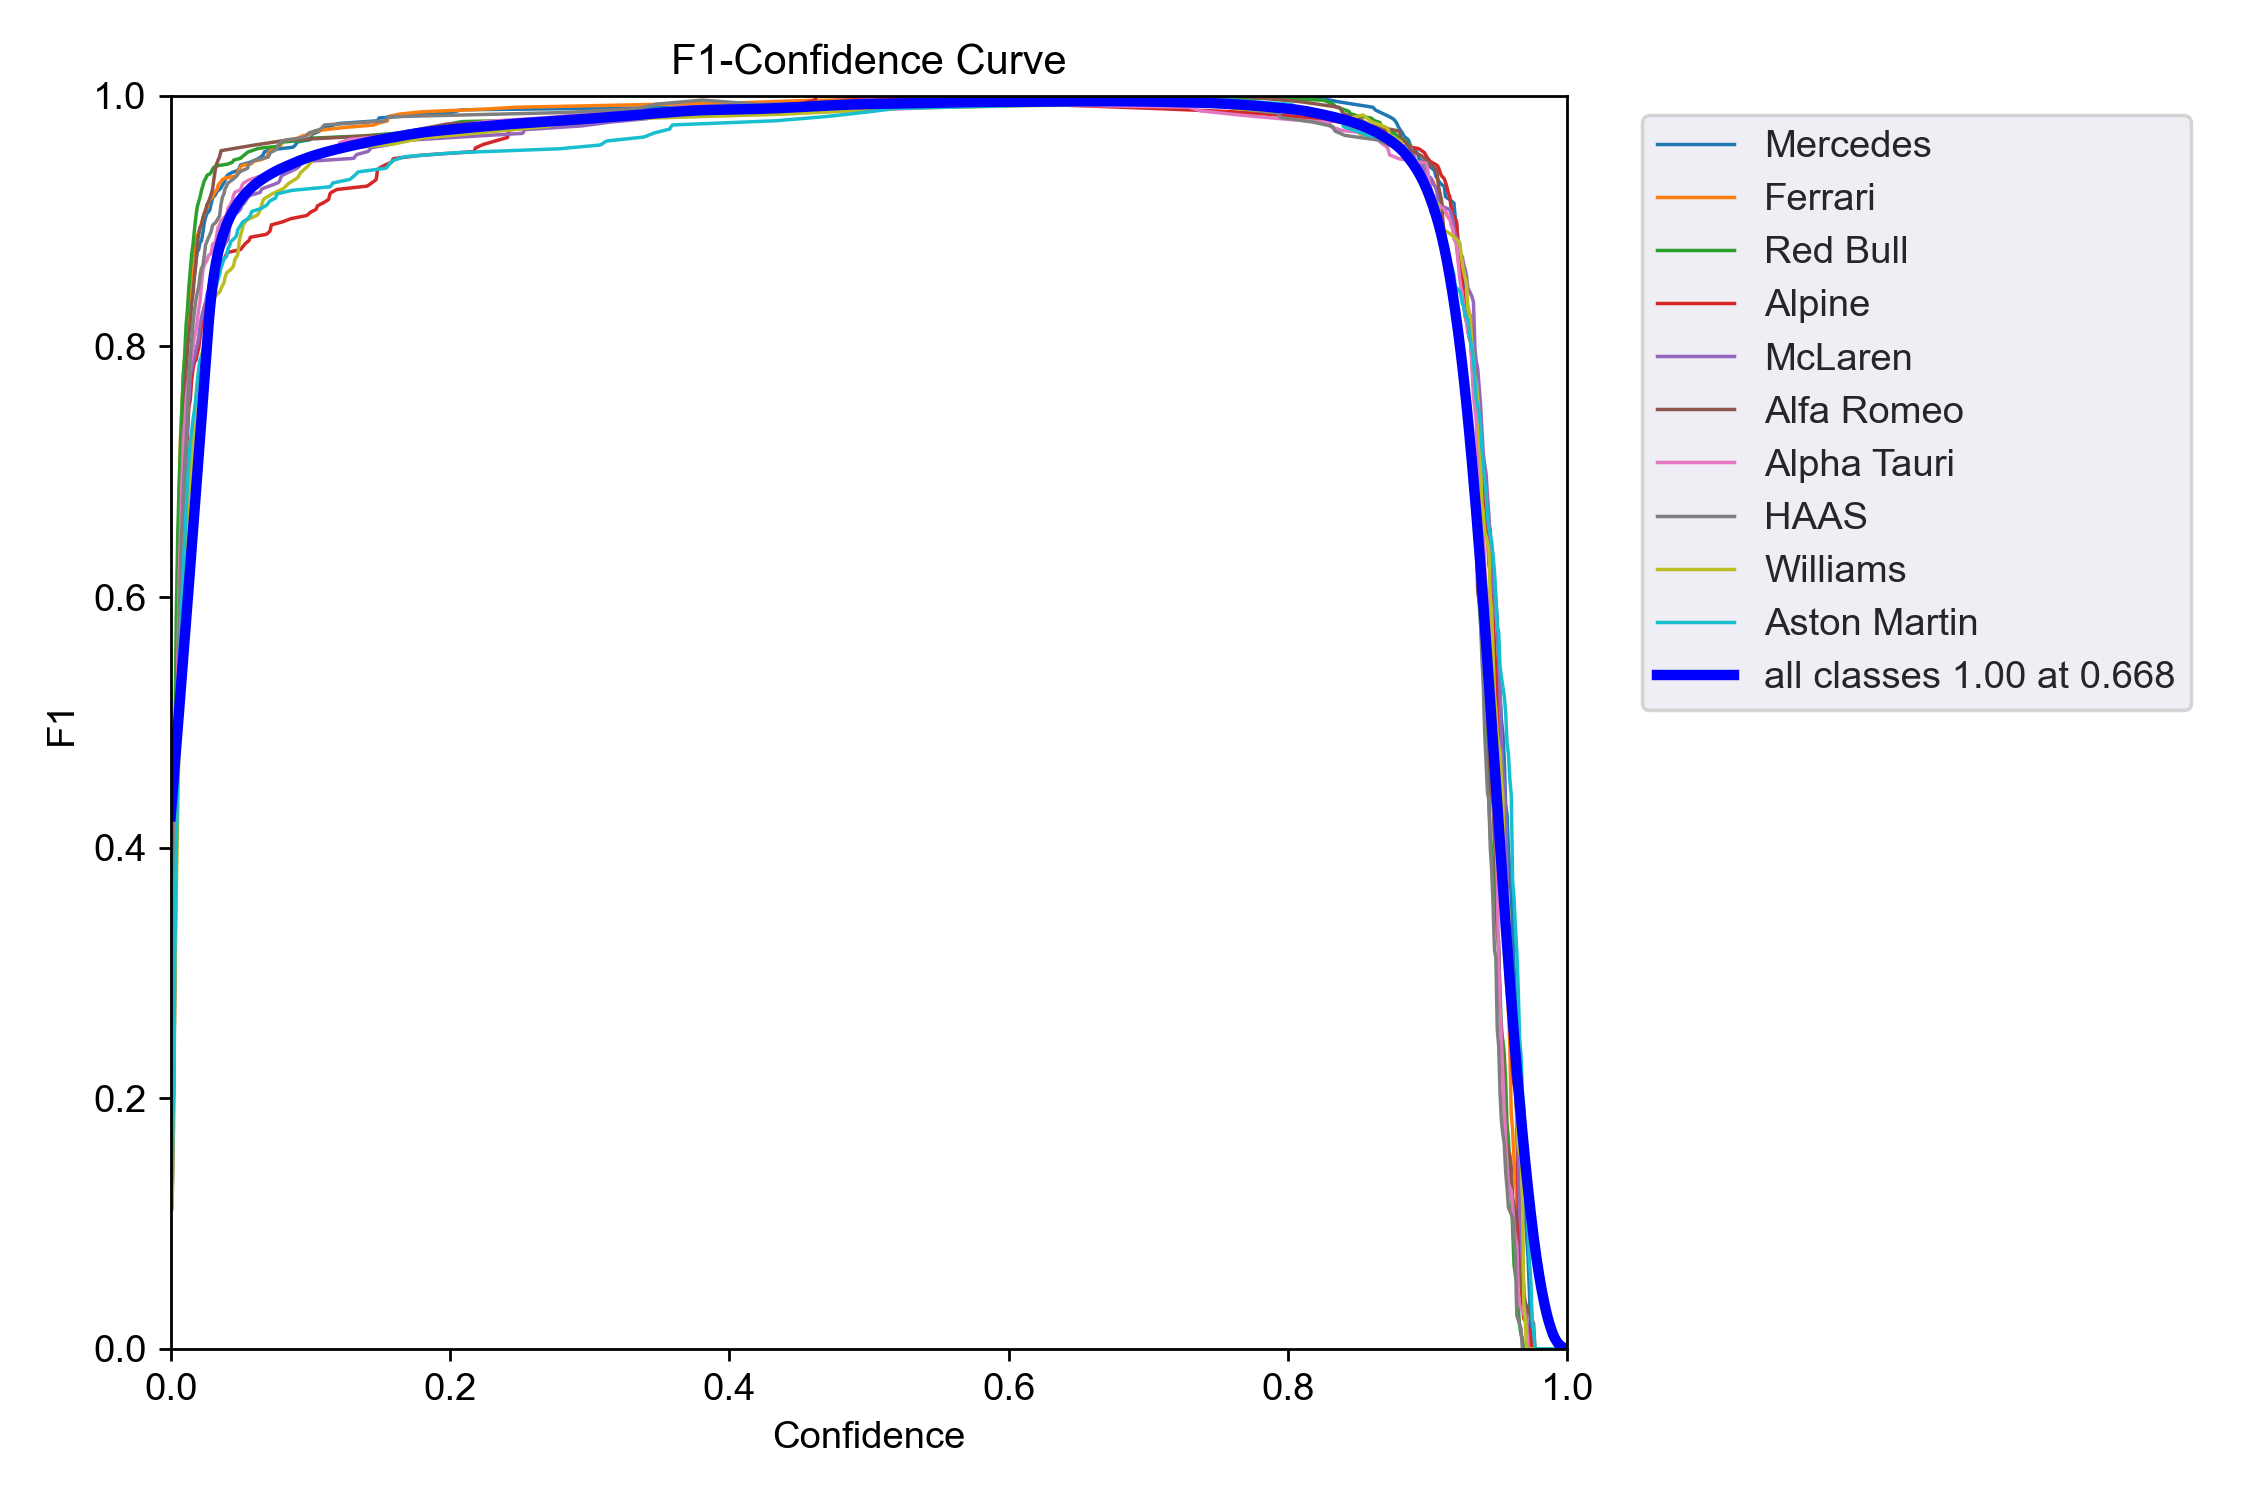 F1-Confidence Curve
1.0
0.8
0.6
0.4
0.2
0.0
F1
0.0 0.2 0.4 0.6 0.8 1.0
Confidence
Mercedes
Ferrari
Red Bull
Alpine
McLaren
Alfa Romeo
Alpha Tauri
HAAS
Williams
Aston Martin
all classes 1.00 at 0.668